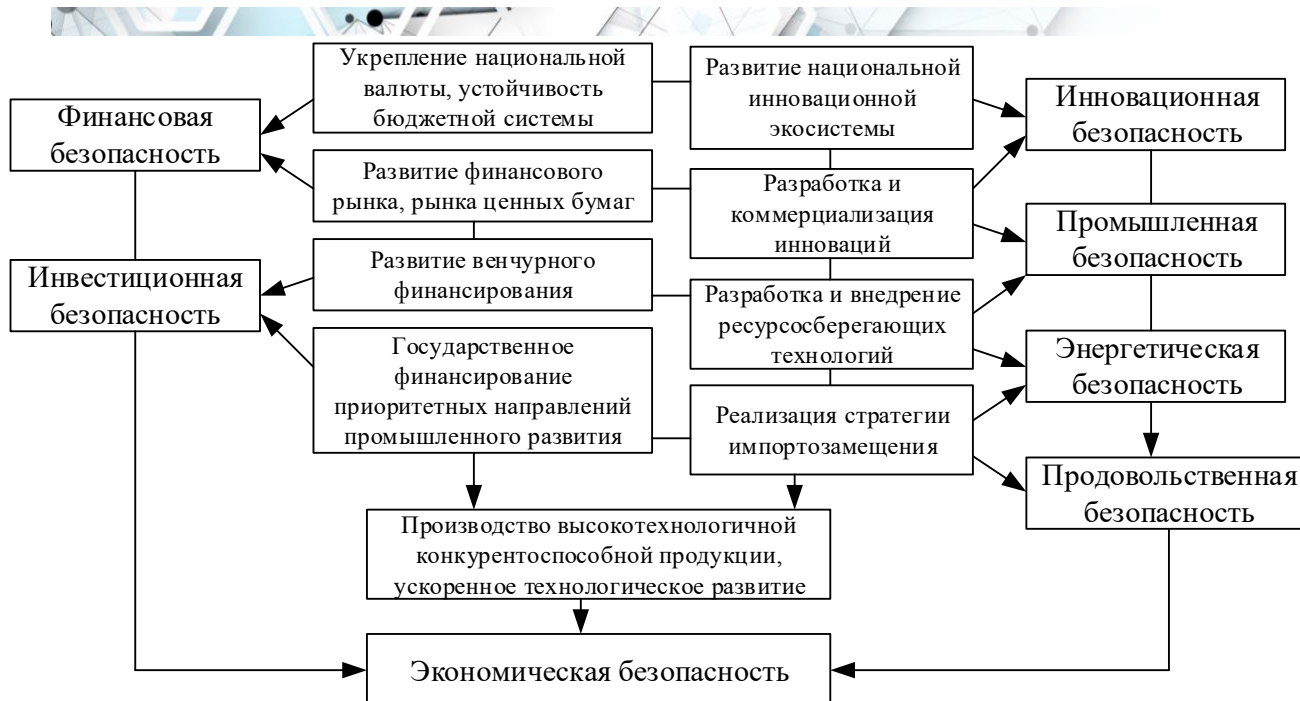 Укрепление национальной
валюты, устойчивость
бюджетной системы
Развитие национальной
инновационной
экосистемы
Финансовая
безопасность
Инновационная
безопасность
Развитие финансового
рынка, рынка ценных бумаг
Разработка и
коммерциализация
инноваций
Промышленная
безопасность
Инвестиционная
безопасность
Развитие венчурного
финансирования
Разработка и внедрение
ресурсосберегающих
технологий
Энергетическая
безопасность
Государственное
финансирование
приоритетных направлений
промышленного развития
Реализация стратегии
импортозамещения
Продовольственная
безопасность
Производство высокотехнологичной
конкурентоспособной продукции,
ускоренное технологическое развитие
Экономическая безопасность